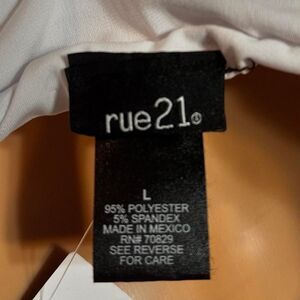 rue21®
L
95% POLYESTER
5% SPANDEX
MADE IN MEXICO
RN# 70829
SEE REVERSE
FOR CARE